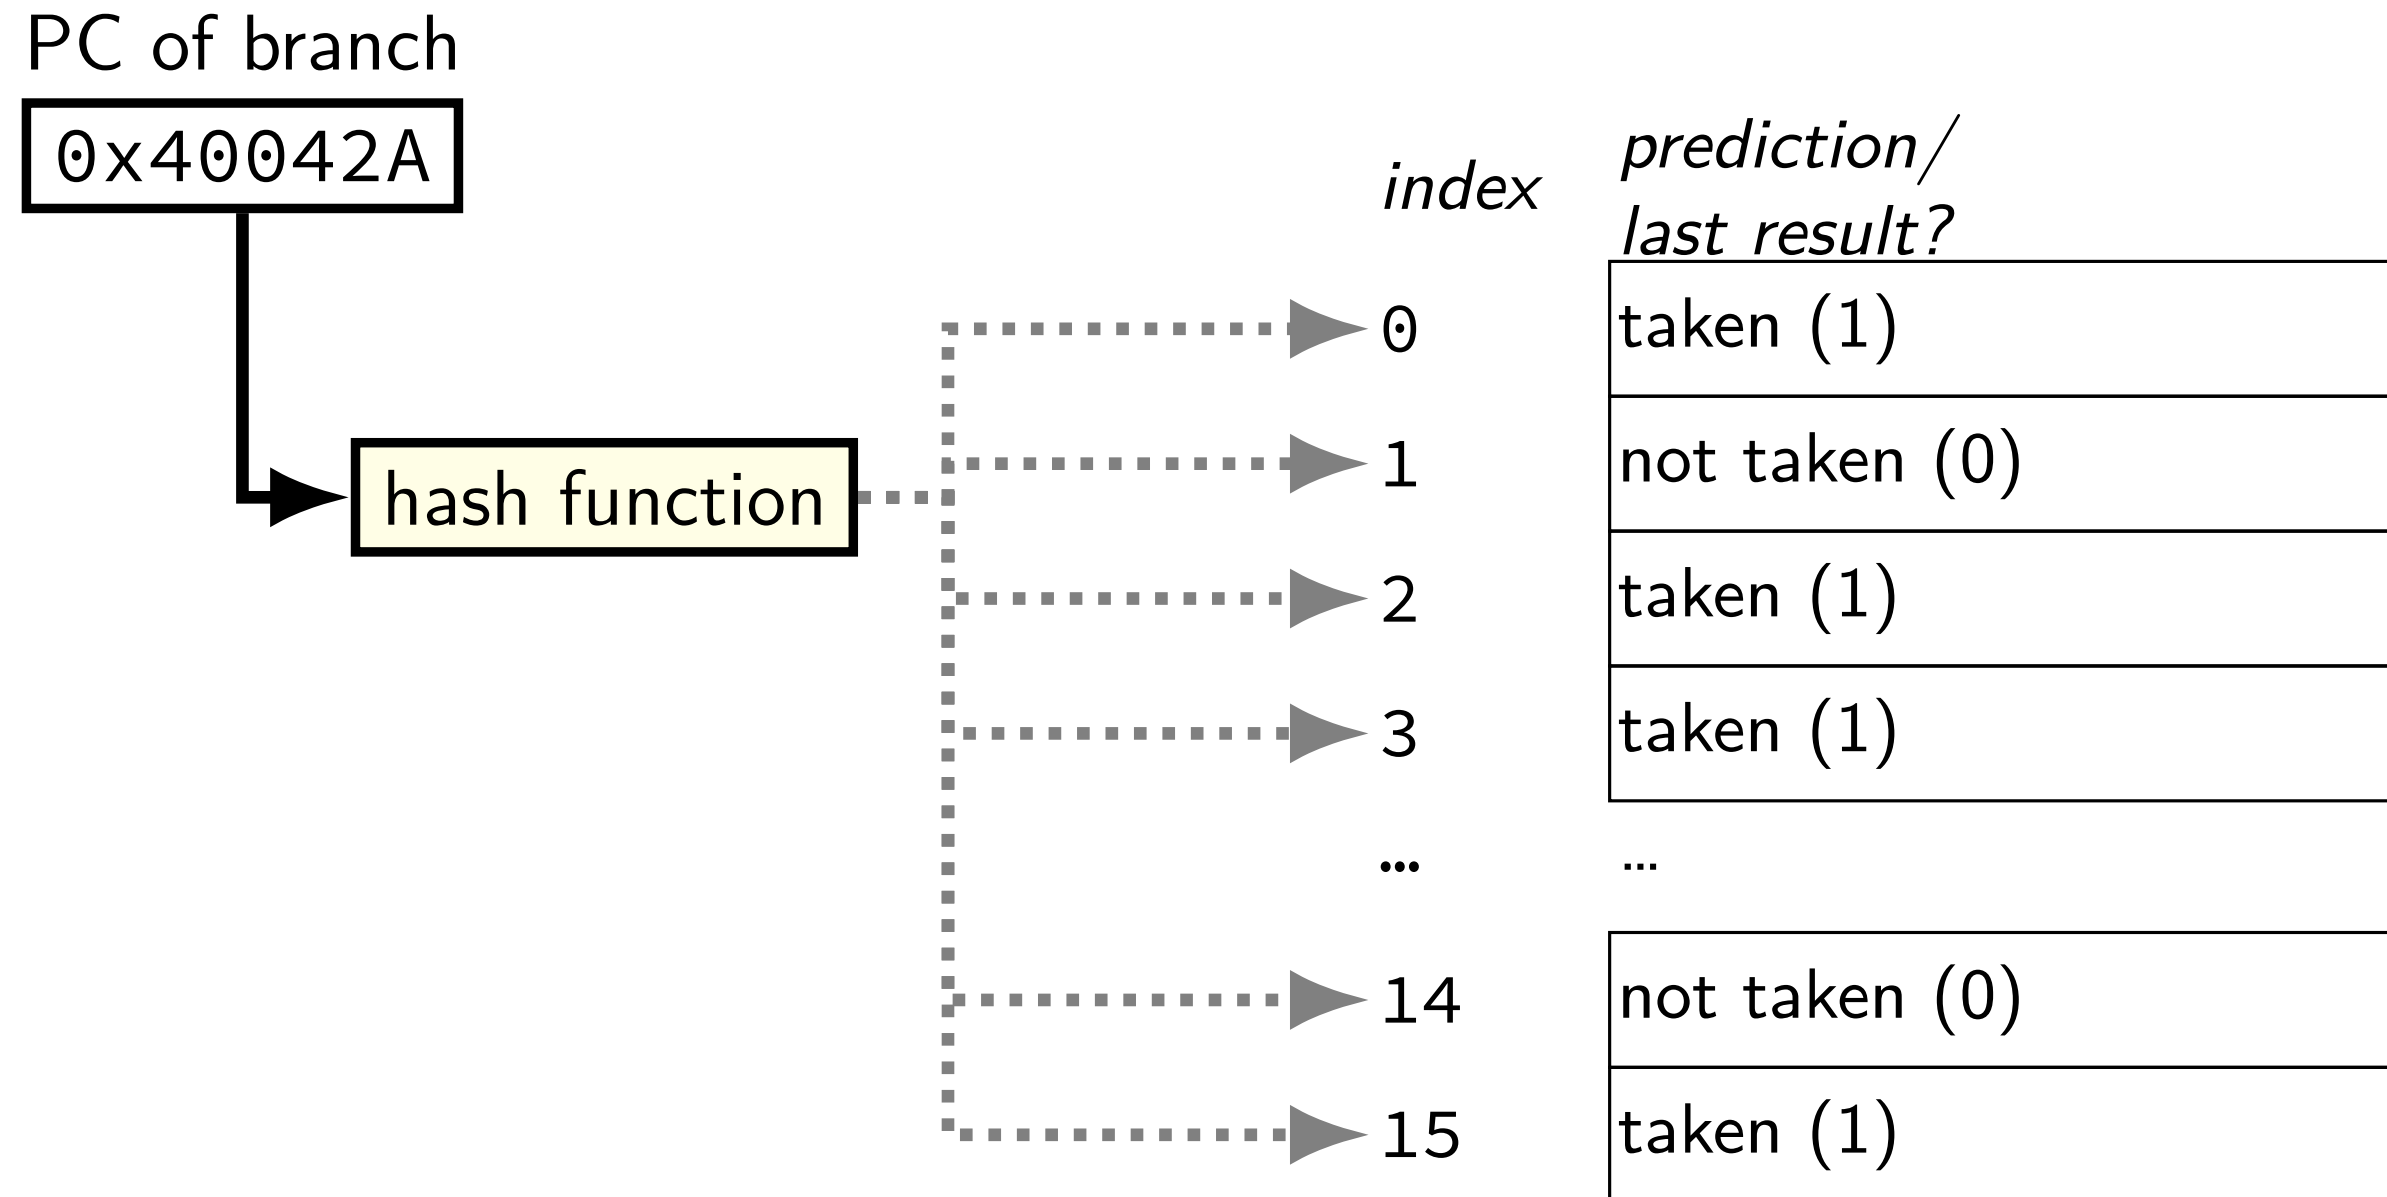 PC of branch
0x40042A
hash function
index
prediction/
last result?
0 taken (1)
1 not taken (0)
2 taken (1)
3 taken (1)
… …
14 not taken (0)
15 taken (1)